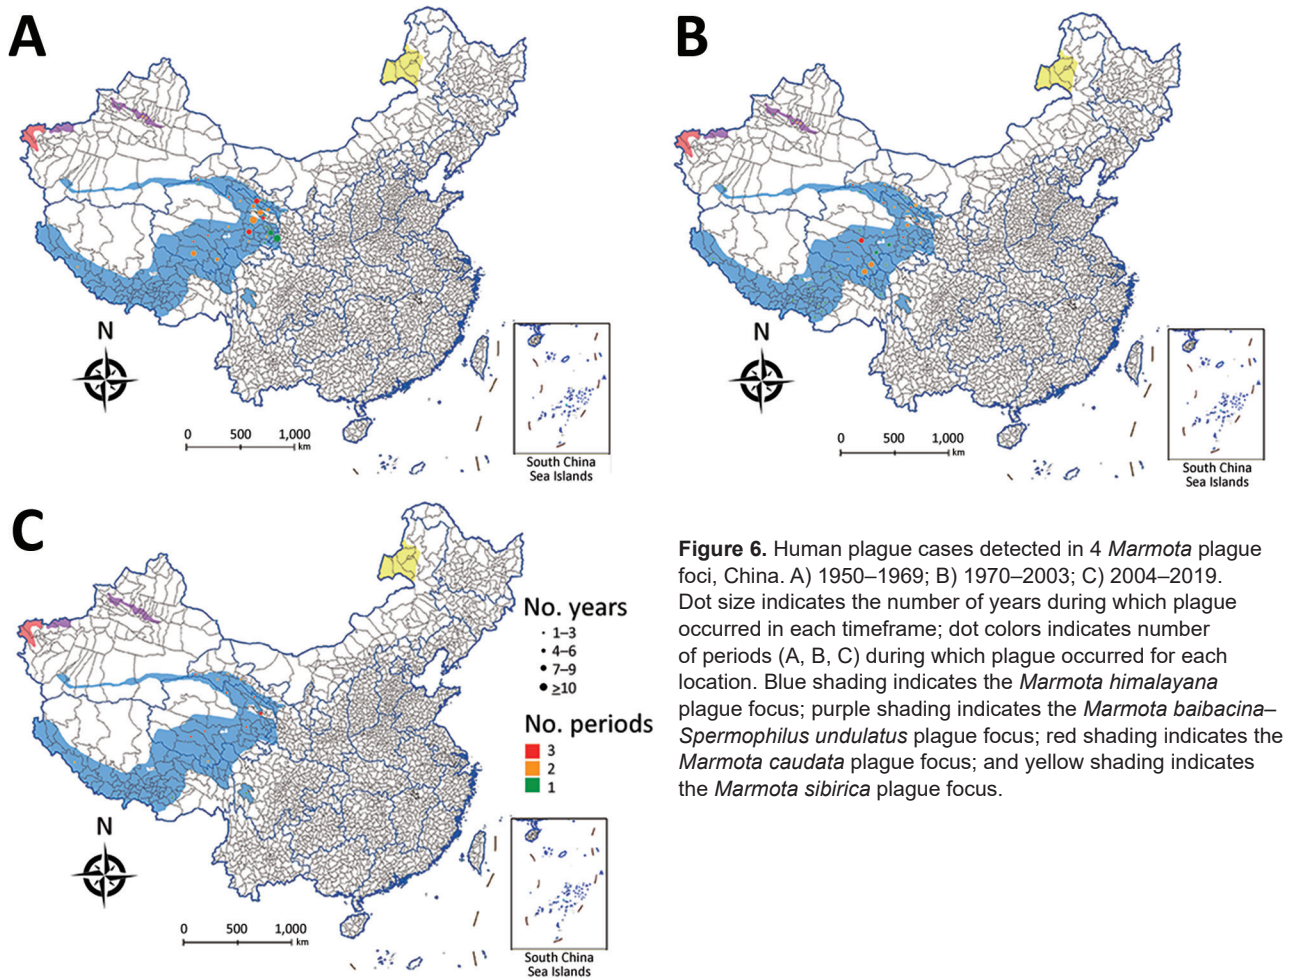 A
B
N
0 500 1,000
km
South China
Sea Islands
N
0 500 1,000
km
South China
Sea Islands
C
No. years
1–3
4–6
7–9
≥10
No. periods
3
2
1
N
0 500 1,000
km
South China
Sea Islands
Figure 6. Human plague cases detected in 4 Marmota plague
foci, China. A) 1950–1969; B) 1970–2003; C) 2004–2019.
Dot size indicates the number of years during which plague
occurred in each timeframe; dot colors indicates number
of periods (A, B, C) during which plague occurred for each
location. Blue shading indicates the Marmota himalayana
plague focus; purple shading indicates the Marmota baibacina–
Spermophilus undulatus plague focus; red shading indicates the
Marmota caudata plague focus; and yellow shading indicates
the Marmota sibirica plague focus.